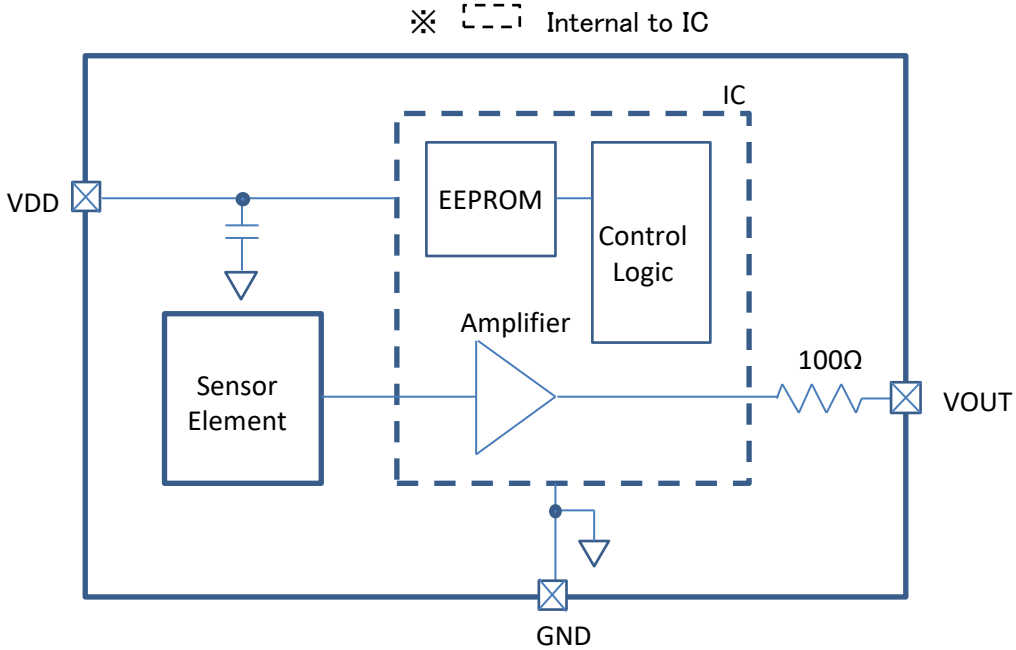 ※ Internal to IC
IC
VDD
EEPROM
Control
Logic
Amplifier
Sensor
Element
100Ω
VOUT
GND